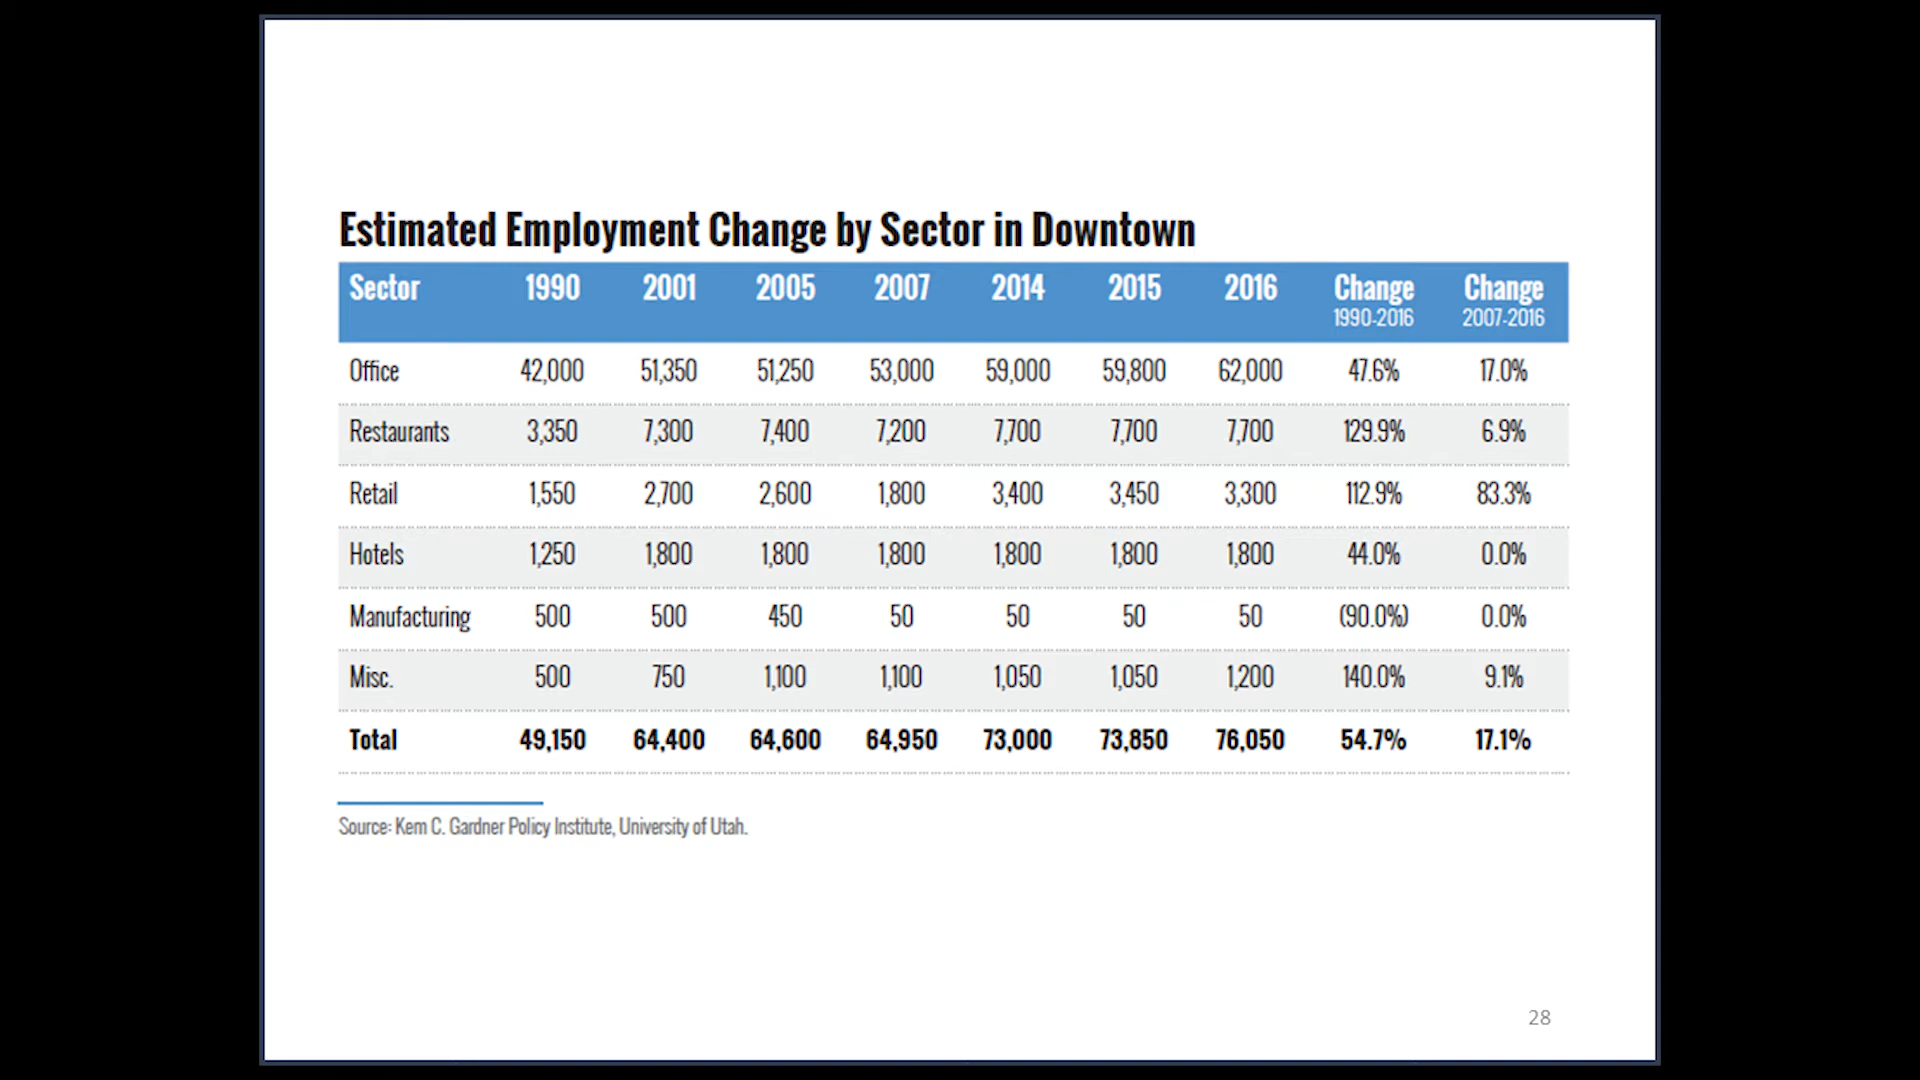 Estimated Employment Change by Sector in Downtown
Sector 1990 2001 2005 2007 2014 2015 2016 Change 1990-2016 Change 2007-2016
Office 42,000 51,350 51,250 53,000 59,000 59,800 62,000 47.6% 17.0%
Restaurants 3,350 7,300 7,400 7,200 7,700 7,700 7,700 129.9% 6.9%
Retail 1,550 2,700 2,600 1,800 3,400 3,450 3,300 112.9% 83.3%
Hotels 1,250 1,800 1,800 1,800 1,800 1,800 1,800 44.0% 0.0%
Manufacturing 500 500 450 50 50 50 50 (90.0%) 0.0%
Misc. 500 750 1,100 1,100 1,050 1,050 1,200 140.0% 9.1%
Total 49,150 64,400 64,600 64,950 73,000 73,850 76,050 54.7% 17.1%
Source: Kem C. Gardner Policy Institute, University of Utah.
28